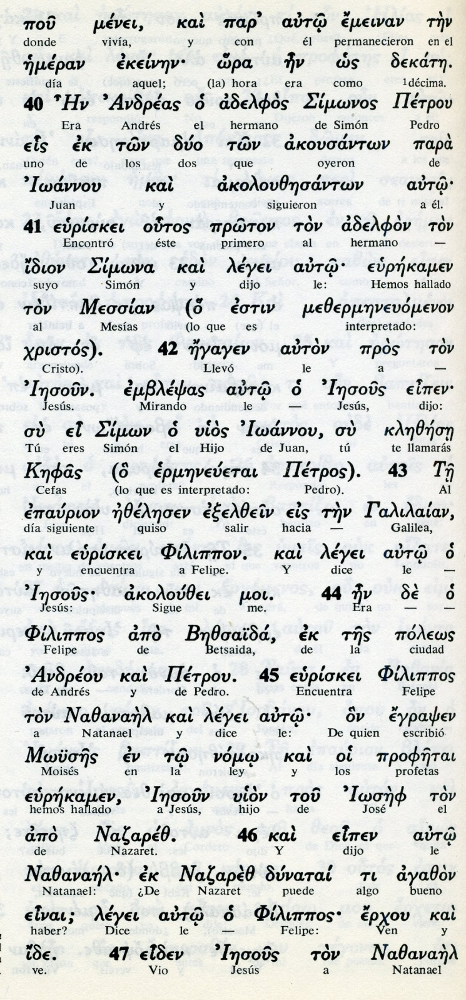 ποῦ μένει, καὶ παρ' αὐτῷ ἔμειναν τὴν
donde vivía, y con él permanecieron en el
ἡμέραν ἐκείνην· ὥρα ἦν ὡς δεκάτη.
día aquel; (la) hora era como 1décima.
40 Ἦν Ἀνδρέας ὁ ἀδελφὸς Σίμωνος Πέτρου
Era Andrés el hermano de Simón Pedro
εἷς ἐκ τῶν δύο τῶν ἀκουσάντων παρὰ
uno de los dos que oyeron de
Ἰωάννου καὶ ἀκολουθησάντων αὐτῷ·
Juan y siguieron a él.
41 εὑρίσκει οὗτος πρῶτον τὸν ἀδελφὸν τὸν
Encontró éste primero al hermano —
ἴδιον Σίμωνα καὶ λέγει αὐτῷ· εὑρήκαμεν
suyo Simón y dijo le: Hemos hallado
τὸν Μεσσίαν (ὅ ἐστιν μεθερμηνευόμενον
al Mesías (lo que es interpretado:
χριστός). 42 ἤγαγεν αὐτὸν πρὸς τὸν
Cristo). Llevó le a —
Ἰησοῦν. ἐμβλέψας αὐτῷ ὁ Ἰησοῦς εἶπεν·
Jesús. Mirando le — Jesús, dijo:
σὺ εἶ Σίμων ὁ υἱὸς Ἰωάννου, σὺ κληθήσῃ
Tú eres Simón el Hijo de Juan, tú te llamarás
Κηφᾶς (ὃ ἑρμηνεύεται Πέτρος). 43 Τῇ
Cefas (lo que es interpretado: Pedro). Al
ἐπαύριον ἠθέλησεν ἐξελθεῖν εἰς τὴν Γαλιλαίαν,
día siguiente quiso salir hacia — Galilea,
καὶ εὑρίσκει Φίλιππον. καὶ λέγει αὐτῷ ὁ
y encuentra a Felipe. Y dice le —
Ἰησοῦς· ἀκολούθει μοι. 44 ἦν δὲ ὁ
Jesús: Sigue me. Era — —
Φίλιππος ἀπὸ Βηθσαϊδά, ἐκ τῆς πόλεως
Felipe de Betsaida, de la ciudad
Ἀνδρέου καὶ Πέτρου. 45 εὑρίσκει Φίλιππος
de Andrés y de Pedro. Encuentra Felipe
τὸν Ναθαναὴλ καὶ λέγει αὐτῷ· ὃν ἔγραψεν
a Natanael y dice le: De quien escribió
Μωϋσῆς ἐν τῷ νόμῳ καὶ οἱ προφῆται
Moisés en la ley y los profetas
εὑρήκαμεν, Ἰησοῦν υἱὸν τοῦ Ἰωσὴφ τὸν
hemos hallado a Jesús, hijo de José el
ἀπὸ Ναζαρέθ. 46 καὶ εἶπεν αὐτῷ
de Nazaret. Y dijo le
Ναθαναήλ· ἐκ Ναζαρὲθ δύναταί τι ἀγαθὸν
Natanael: ¿De Nazaret puede algo bueno
εἶναι; λέγει αὐτῷ ὁ Φίλιππος· ἔρχου καὶ
haber? Dice le — Felipe: Ven y
ἴδε. 47 εἶδεν Ἰησοῦς τὸν Ναθαναὴλ
ve. Vio Jesús a Natanael